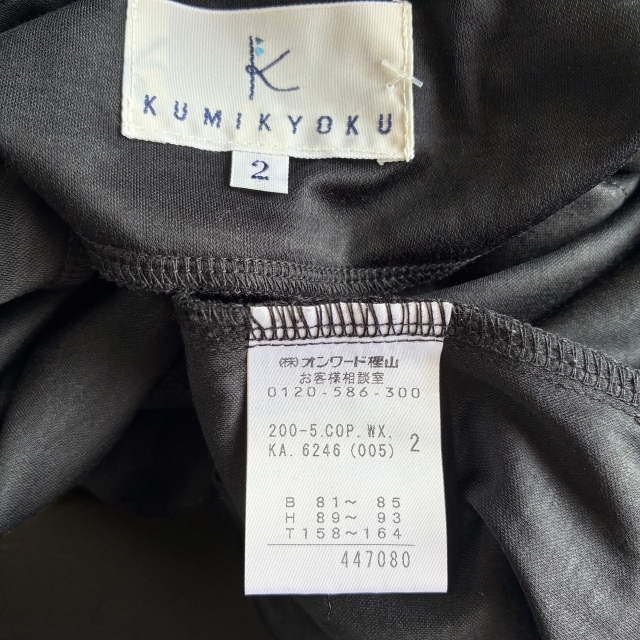 K
KUMIKYOKU
2
(株)オンワード樫山
お客様相談室
0120-586-300
200-5.COP.WX. 2
KA.6246(005)
B 81～ 85
H 89～ 93
T158～164
447080